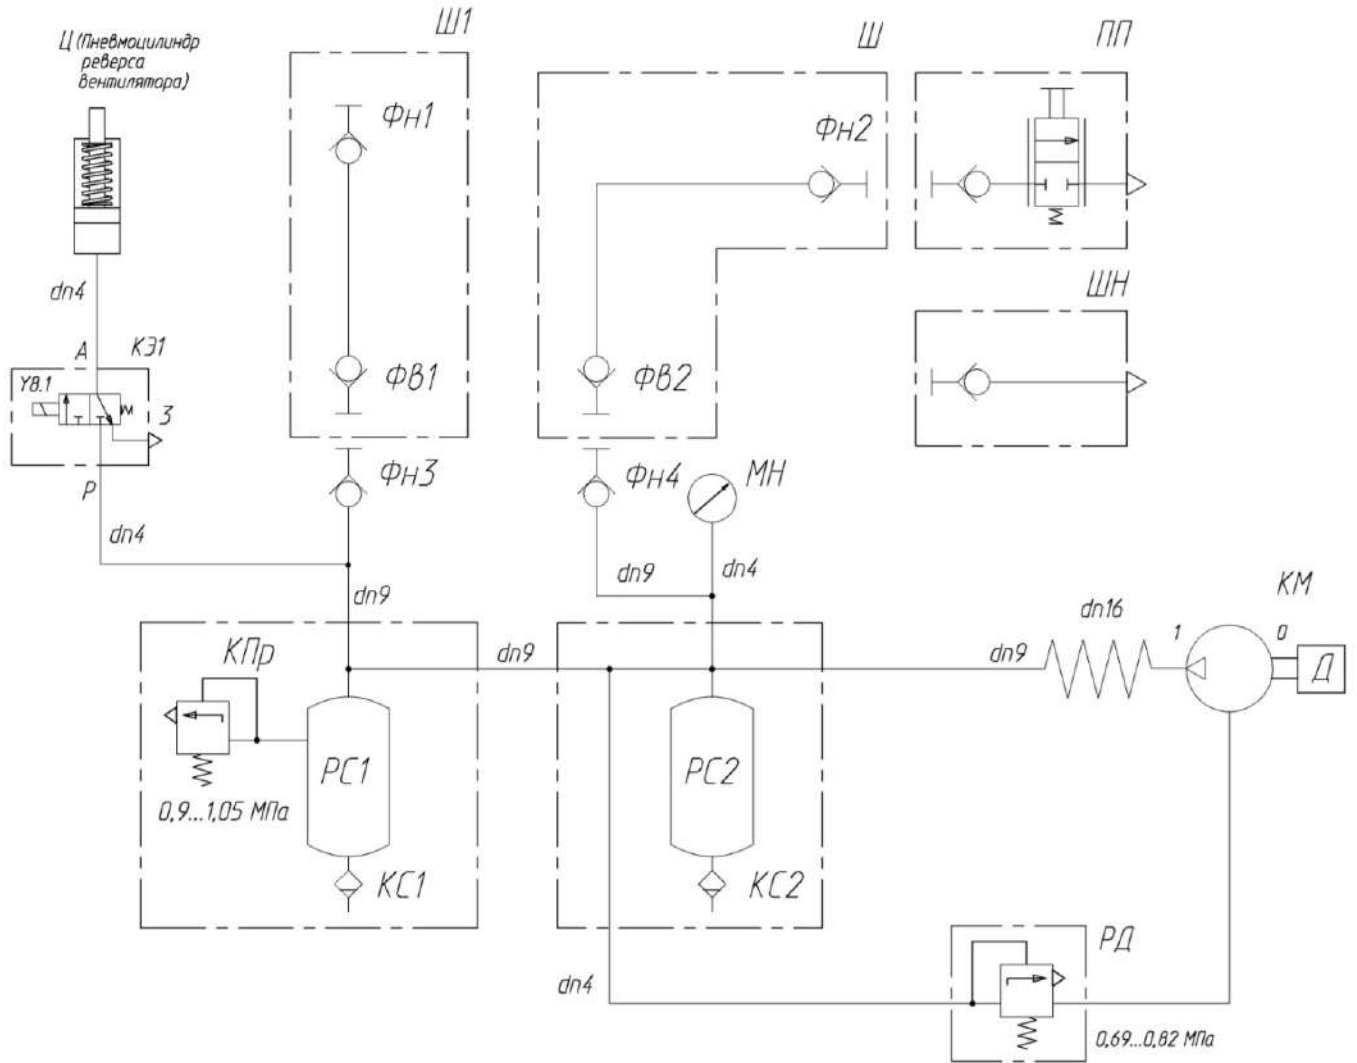 Ш1
Ш
ПП
Ц (Пневмоцилиндр
реверса
вентилятора)
Фн1
Фн2
ШН
dn4
А
КЭ1
Y8.1
3
Р
ФВ1
ФВ2
Фн3
Фн4
МН
dn4
dn9
dn4
dn9
КМ
dn16
1
0
Д
КПр
dn9
dn9
РС1
РС2
0,9...1,05 МПа
КС1
КС2
РД
dn4
0,69...0,82 МПа